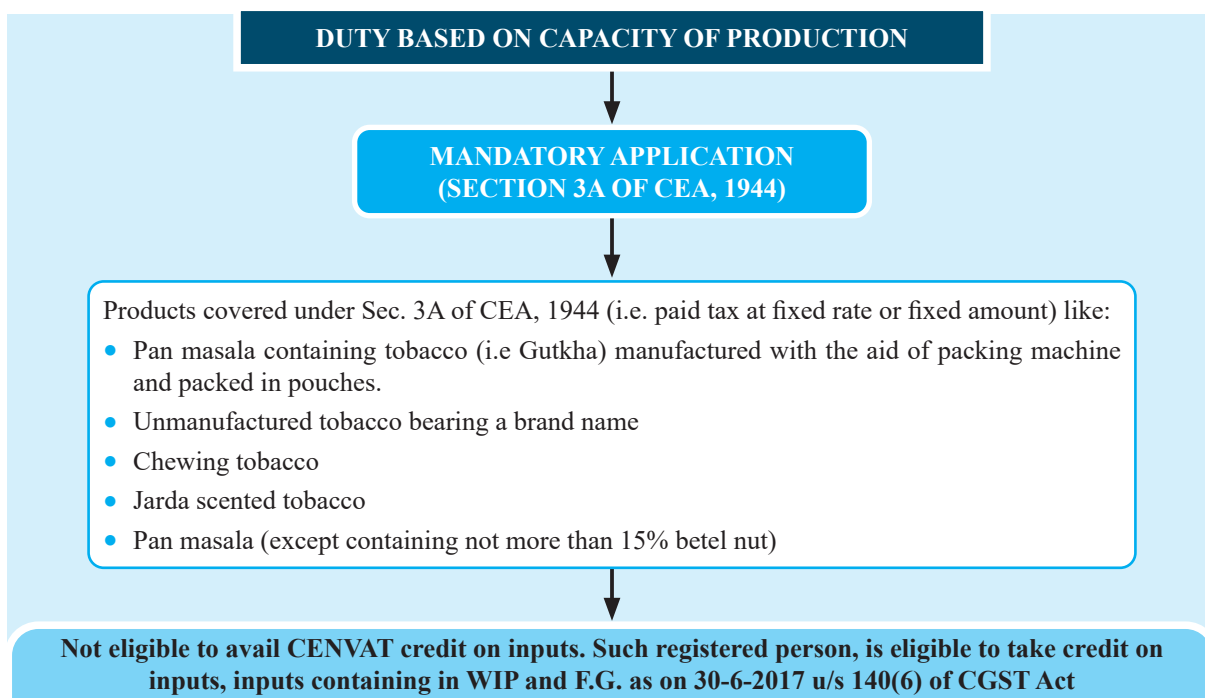 DUTY BASED ON CAPACITY OF PRODUCTION
MANDATORY APPLICATION
(SECTION 3A OF CEA, 1944)
Products covered under Sec. 3A of CEA, 1944 (i.e. paid tax at fixed rate or fixed amount) like:
• Pan masala containing tobacco (i.e Gutkha) manufactured with the aid of packing machine
and packed in pouches.
• Unmanufactured tobacco bearing a brand name
• Chewing tobacco
• Jarda scented tobacco
• Pan masala (except containing not more than 15% betel nut)
Not eligible to avail CENVAT credit on inputs. Such registered person, is eligible to take credit on
inputs, inputs containing in WIP and F.G. as on 30-6-2017 u/s 140(6) of CGST Act